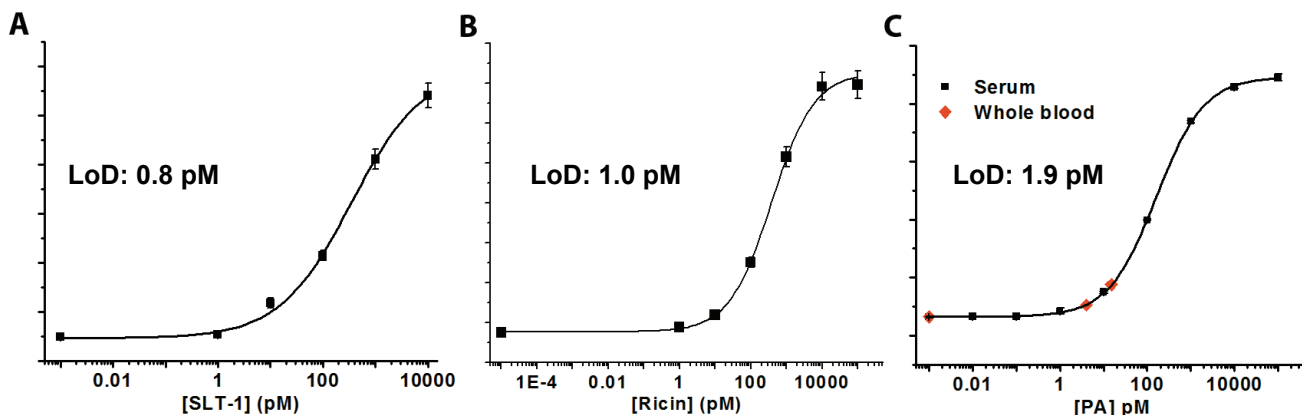 A
LoD: 0.8 pM
0.01 1 100 10000
[SLT-1] (pM)
B
LoD: 1.0 pM
1E-4 0.01 1 100 10000
[Ricin] (pM)
C
Serum
Whole blood
LoD: 1.9 pM
0.01 1 100 10000
[PA] pM